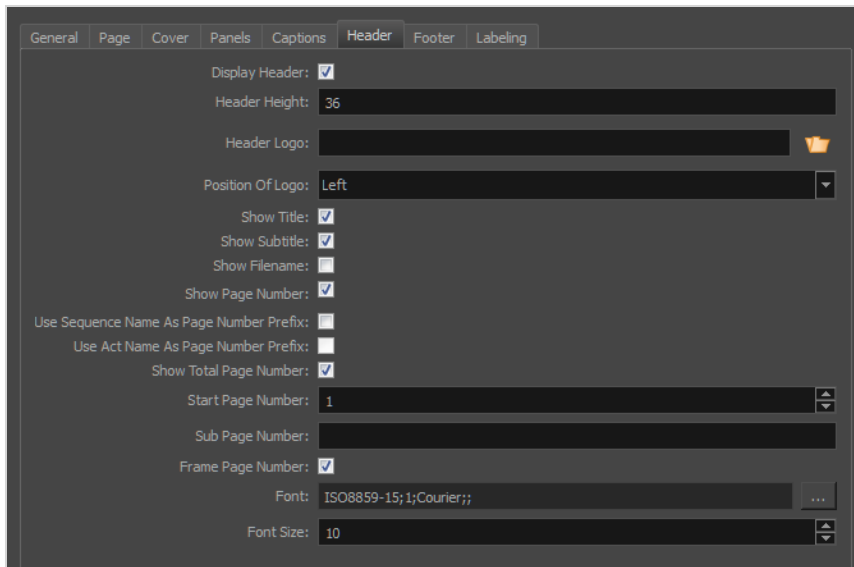 General Page Cover Panels Captions Header Footer Labeling
Display Header:
Header Height: 36
Header Logo:
Position Of Logo: Left
Show Title:
Show Subtitle:
Show Filename:
Show Page Number:
Use Sequence Name As Page Number Prefix:
Use Act Name As Page Number Prefix:
Show Total Page Number:
Start Page Number: 1
Sub Page Number:
Frame Page Number:
Font: ISO8859-15;1;Courier;; ...
Font Size: 10